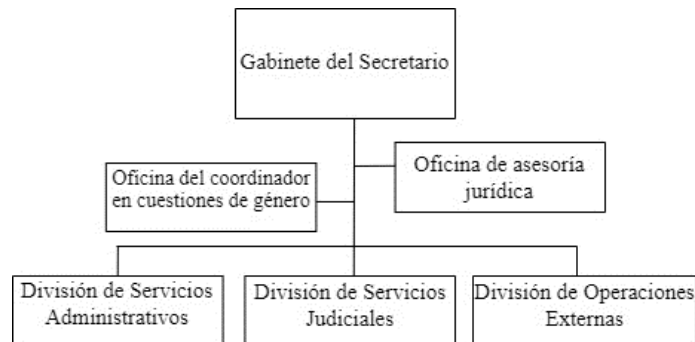 Gabinete del Secretario
Oficina de asesoría
jurídica
Oficina del coordinador
en cuestiones de género
División de Servicios
Administrativos
División de Servicios
Judiciales
División de Operaciones
Externas